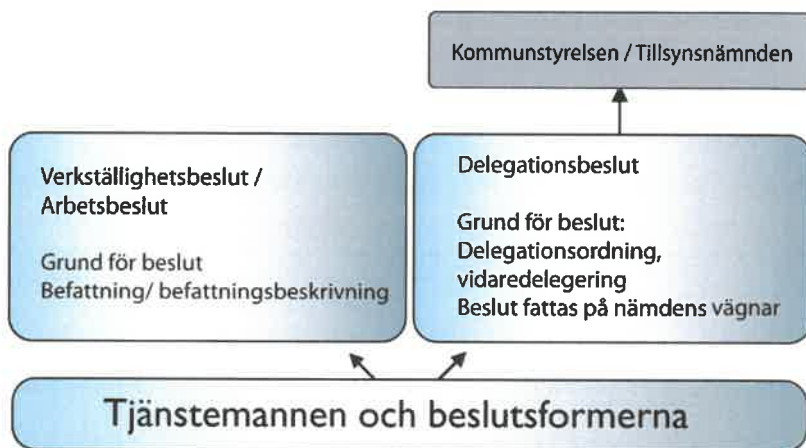 Kommunstyrelsen / Tillsynsnämnden
Verkställighetsbeslut /
Arbetsbeslut
Grund för beslut
Befattning/ befattningsbeskrivning
Delegationsbeslut
Grund för beslut:
Delegationsordning,
vidaredelegering
Beslut fattas på nämdens vägnar
Tjänstemannen och beslutsformerna